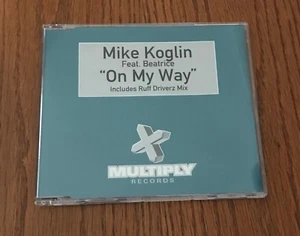 Mike Koglin
Feat. Beatrice
"On My Way"
Includes Ruff Driverz Mix
MULTIPLY
RECORDS